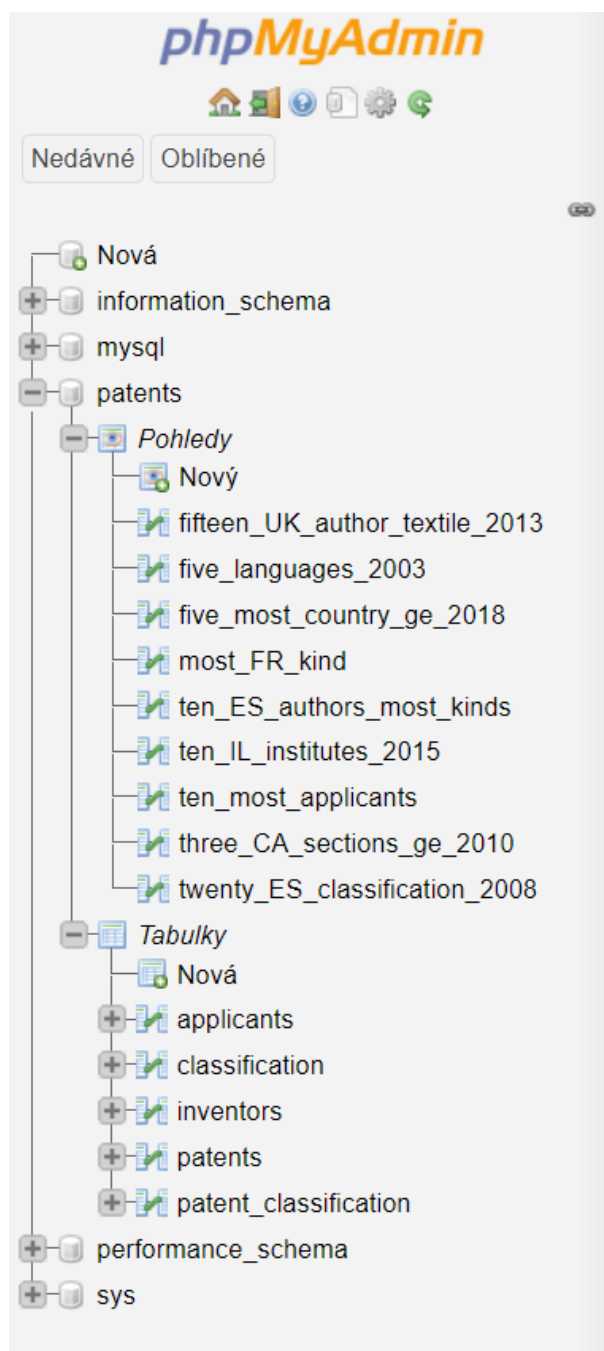 phpMyAdmin
Nedávné Oblíbené
Nová
information_schema
mysql
patents
Pohledy
Nový
fifteen_UK_author_textile_2013
five_languages_2003
five_most_country_ge_2018
most_FR_kind
ten_ES_authors_most_kinds
ten_IL_institutes_2015
ten_most_applicants
three_CA_sections_ge_2010
twenty_ES_classification_2008
Tabulky
Nová
applicants
classification
inventors
patents
patent_classification
performance_schema
sys